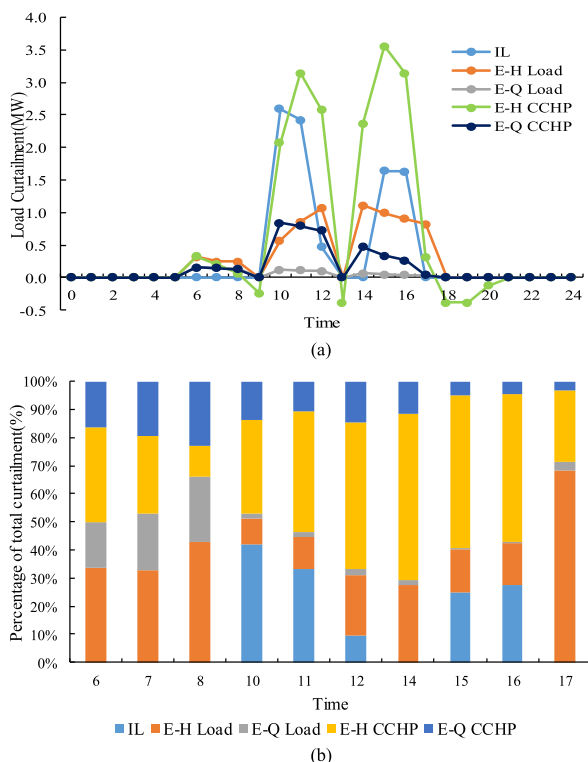 4.0
3.5
3.0
2.5
2.0
1.5
1.0
0.5
0.0
-0.5
Load Curtailment(MW)
IL
E-H Load
E-Q Load
E-H CCHP
E-Q CCHP
0 2 4 6 8 10 12 14 16 18 20 22 24
Time
(a)
100%
90%
80%
70%
60%
50%
40%
30%
20%
10%
0%
Percentage of total curtailment(%)
6 7 8 10 11 12 14 15 16 17
Time
IL E-H Load E-Q Load E-H CCHP E-Q CCHP
(b)